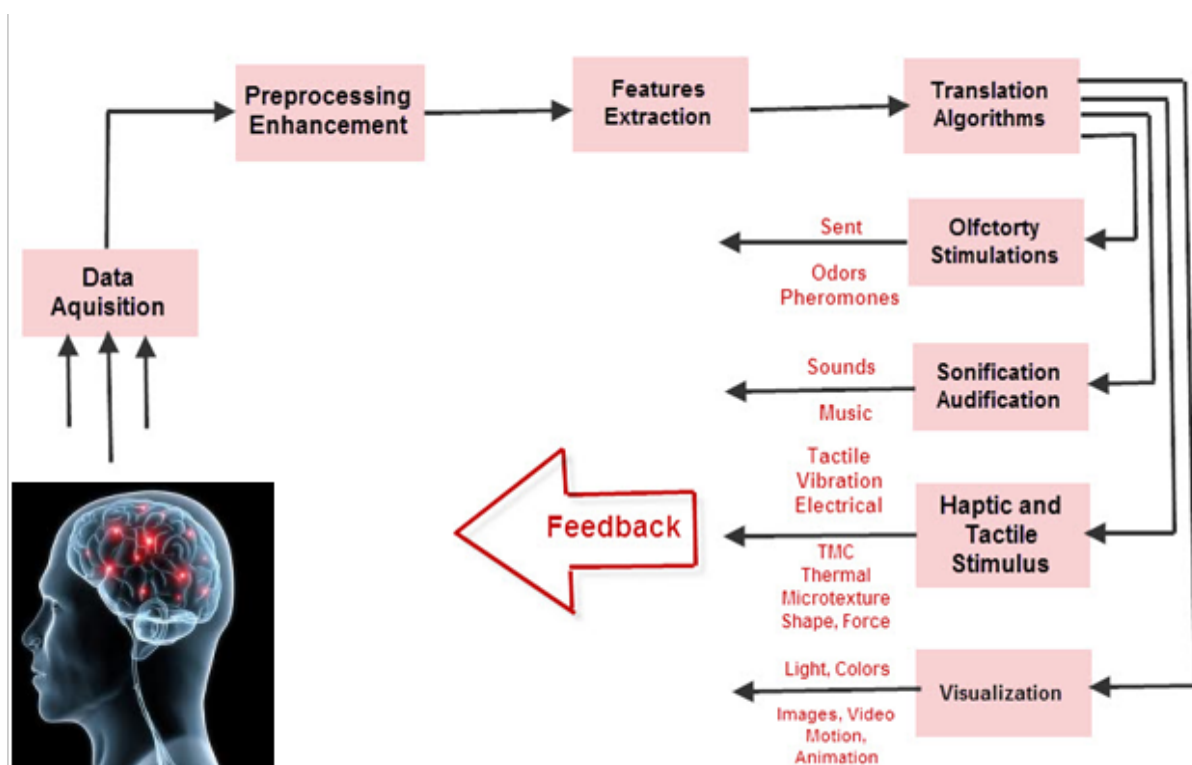 Preprocessing
Enhancement
Features
Extraction
Translation
Algorithms
Data
Aquisition
Olfctorty
Stimulations
Sent
Odors
Pheromones
Sonification
Audification
Sounds
Music
Haptic and
Tactile
Stimulus
Tactile
Vibration
Electrical
TMC
Thermal
Microtexture
Shape, Force
Feedback
Visualization
Light, Colors
Images, Video
Motion,
Animation